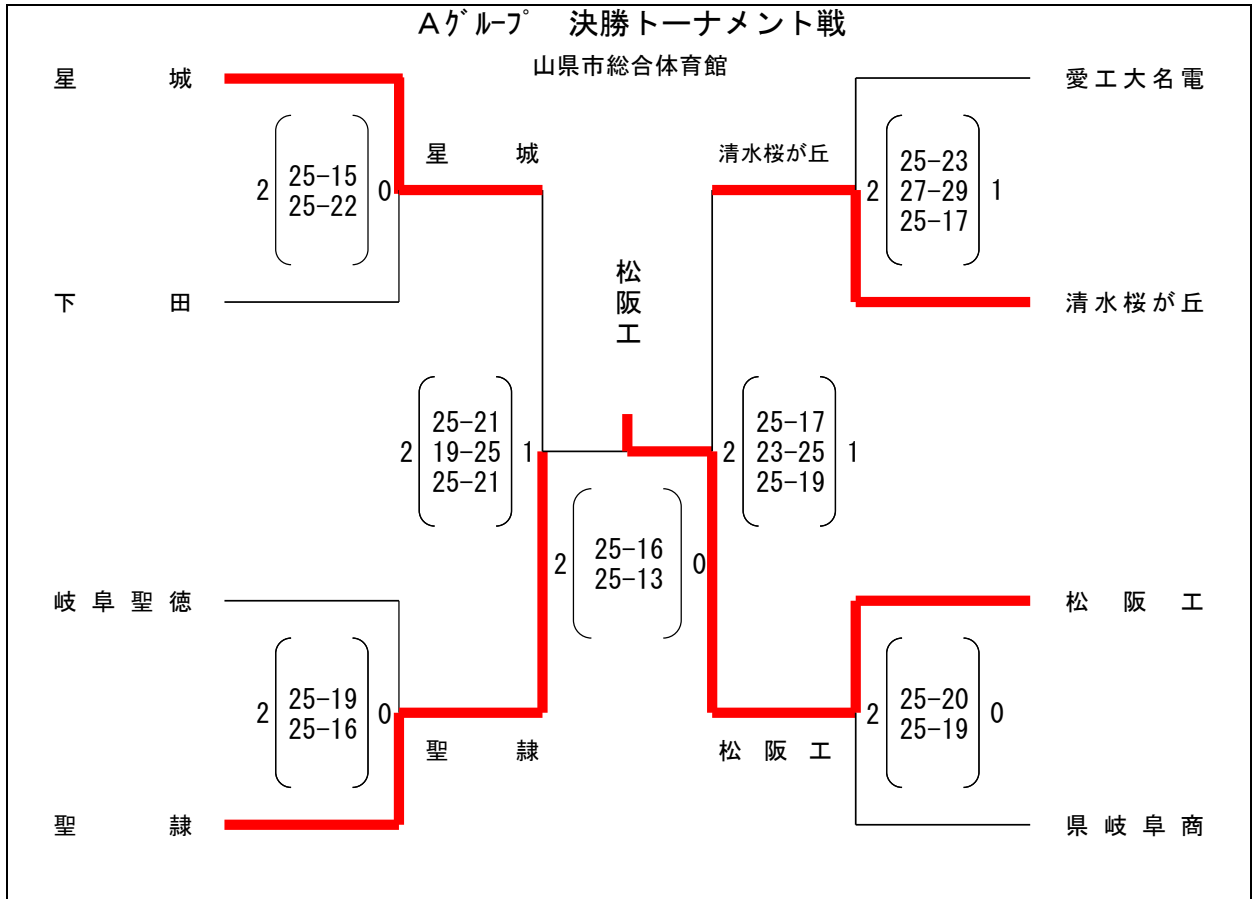 Aグループ 決勝トーナメント戦
山県市総合体育館
星城
愛工大名電
2 25-15 0
25-22
星城
清水桜が丘
2 25-23 1
27-29
25-17
下田
松阪工
清水桜が丘
2 25-21 1
19-25
25-21
2 25-17 1
23-25
25-19
2 25-16 0
25-13
岐阜聖徳
松阪工
2 25-19 0
25-16
2 25-20 0
25-19
聖隷
松阪工
聖隷
県岐阜商